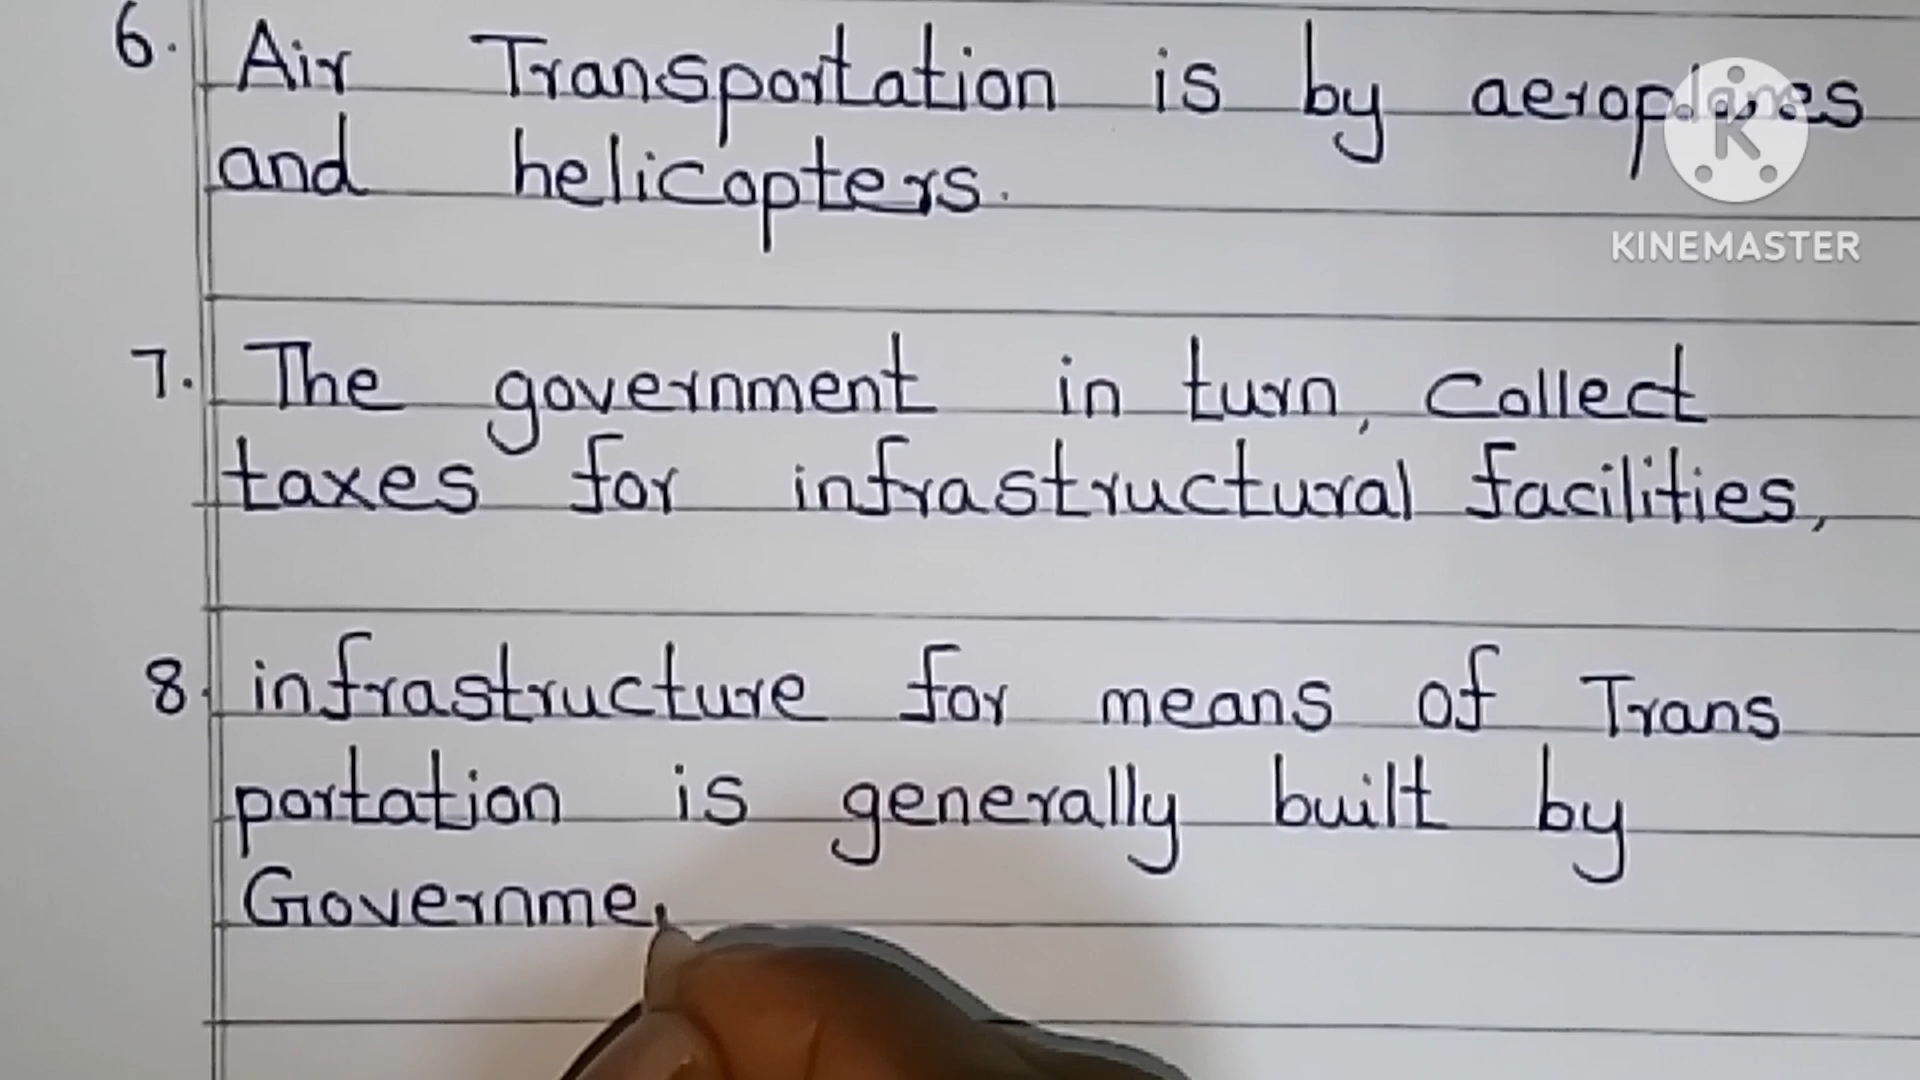 6. Air Transportation is by aeroplanes
and helicopters.
KINEMASTER
7. The government in turn, collect
taxes for infrastructural facilities,
8. infrastructure for means of Trans
portation is generally built by
Governme